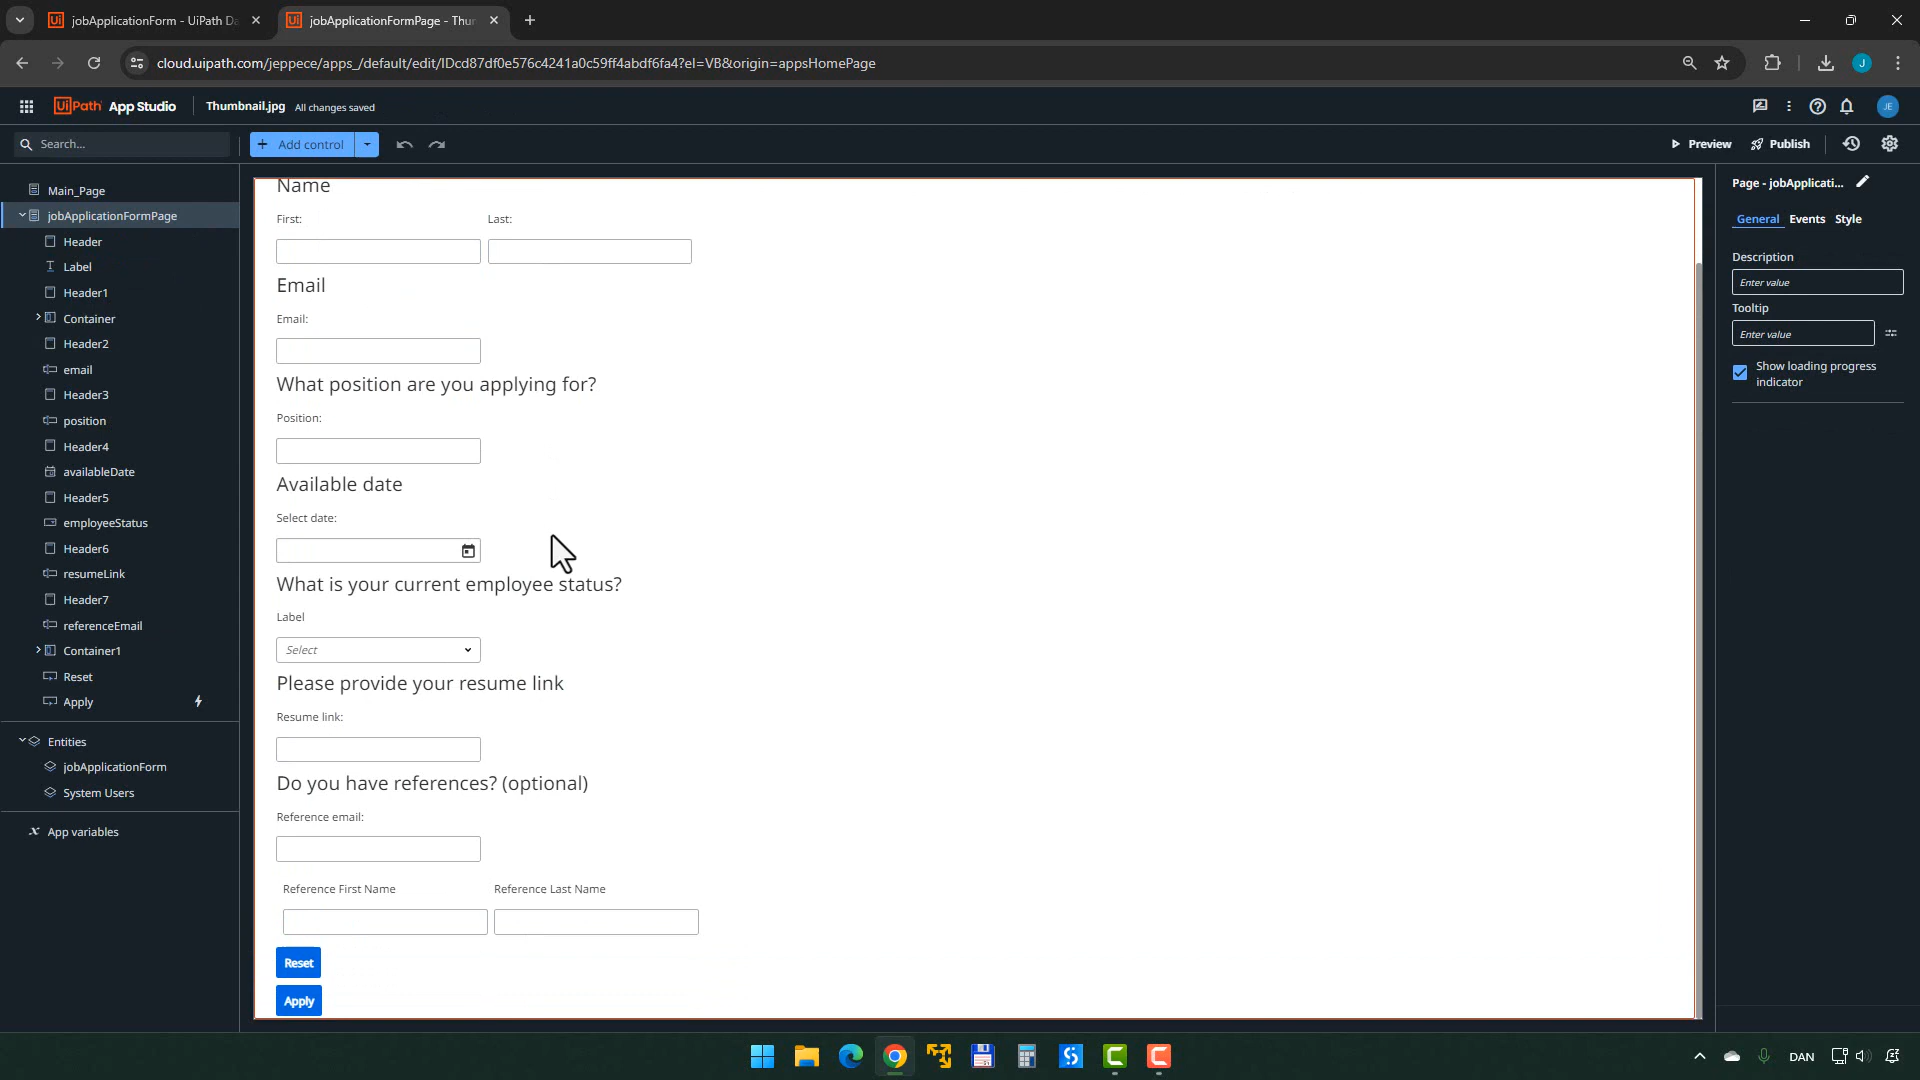 jobApplicationForm - UiPath Da
jobApplicationFormPage - Thun
cloud.uipath.com/jeppece/apps_/default/edit/IDcd87df0e576c4241a0c59ff4abdf6fa4?el=VB&origin=appsHomePage
J
UiPath App Studio Thumbnail.jpg All changes saved
JE
Search...
+ Add control
Preview Publish
Main_Page
jobApplicationFormPage
Header
Label
Header1
Container
Header2
email
Header3
position
Header4
availableDate
Header5
employeeStatus
Header6
resumeLink
Header7
referenceEmail
Container1
Reset
Apply
Entities
jobApplicationForm
System Users
App variables
Name
First: Last:
Email
Email:
What position are you applying for?
Position:
Available date
Select date:
What is your current employee status?
Label
Select
Please provide your resume link
Resume link:
Do you have references? (optional)
Reference email:
Reference First Name Reference Last Name
Reset
Apply
Page - jobApplicati...
General Events Style
Description
Enter value
Tooltip
Enter value
Show loading progress
indicator
DAN